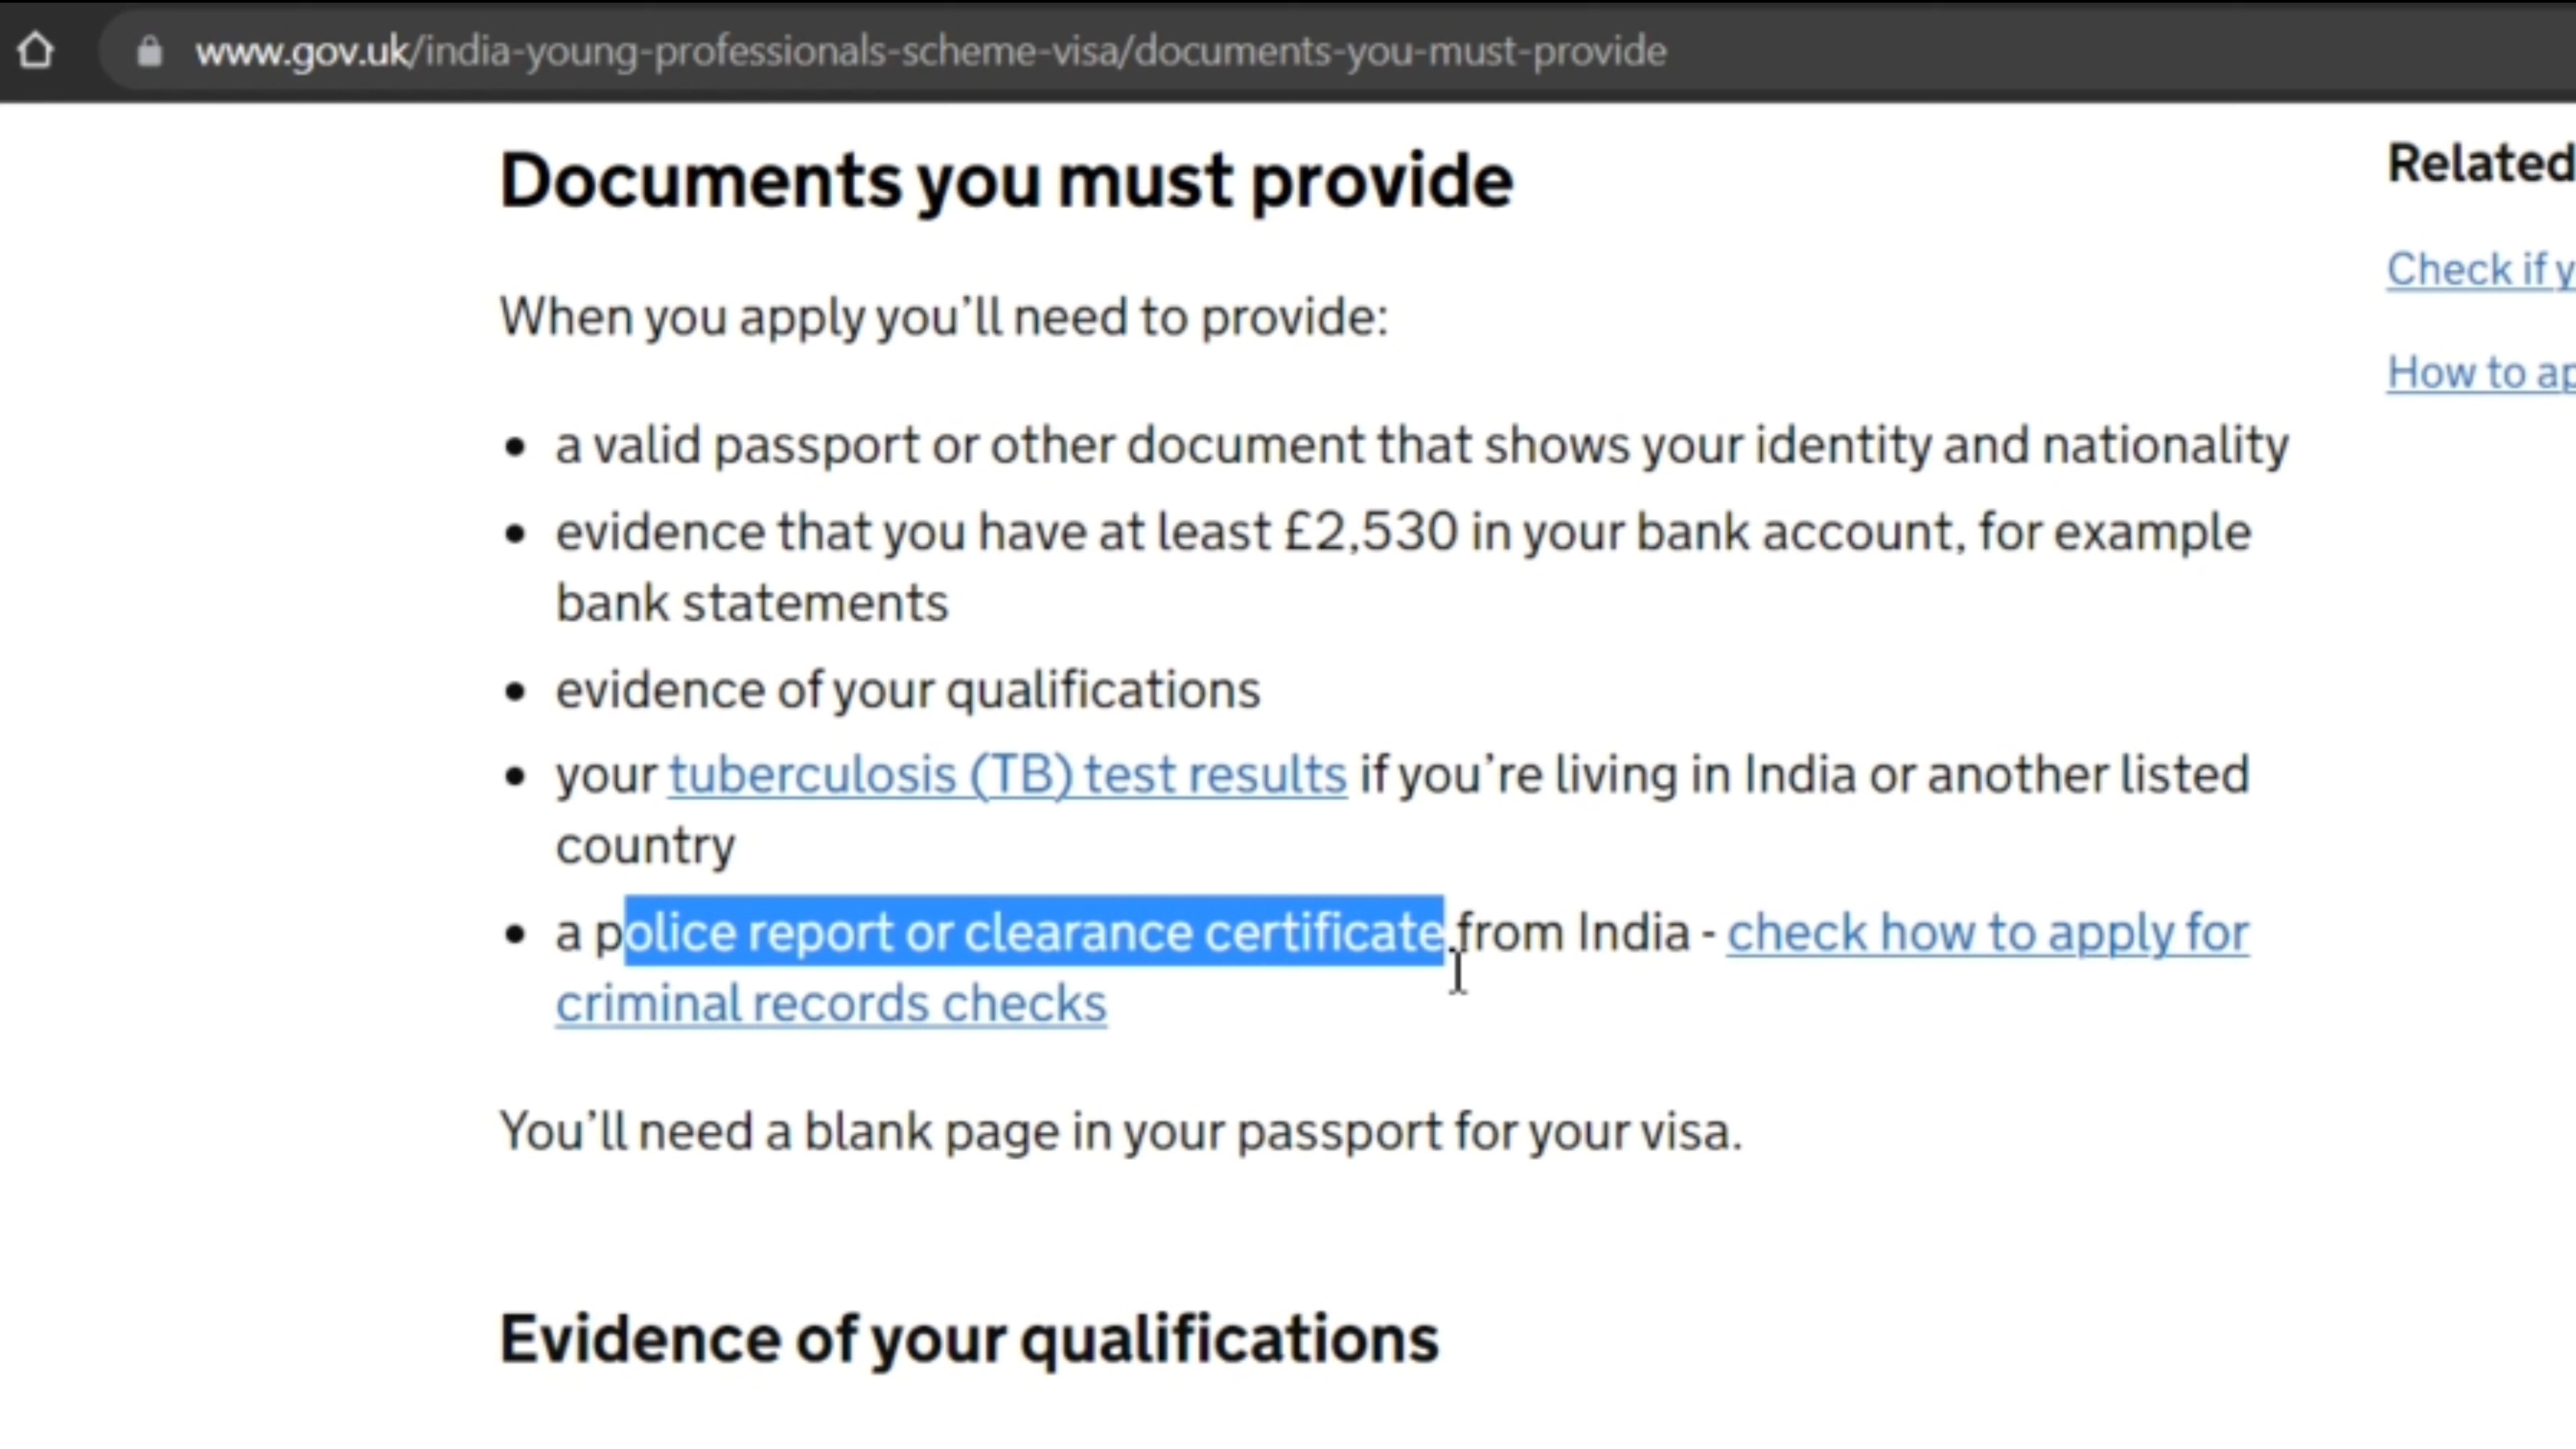 www.gov.uk/india-young-professionals-scheme-visa/documents-you-must-provide
Documents you must provide
Related
When you apply you’ll need to provide:
Check if y
How to ap
• a valid passport or other document that shows your identity and nationality
• evidence that you have at least £2,530 in your bank account, for example
bank statements
• evidence of your qualifications
• your tuberculosis (TB) test results if you’re living in India or another listed
country
• a police report or clearance certificate from India - check how to apply for
criminal records checks
You’ll need a blank page in your passport for your visa.
Evidence of your qualifications